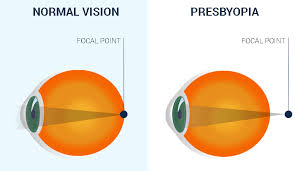 NORMAL VISION
FOCAL POINT
PRESBYOPIA
FOCAL POINT